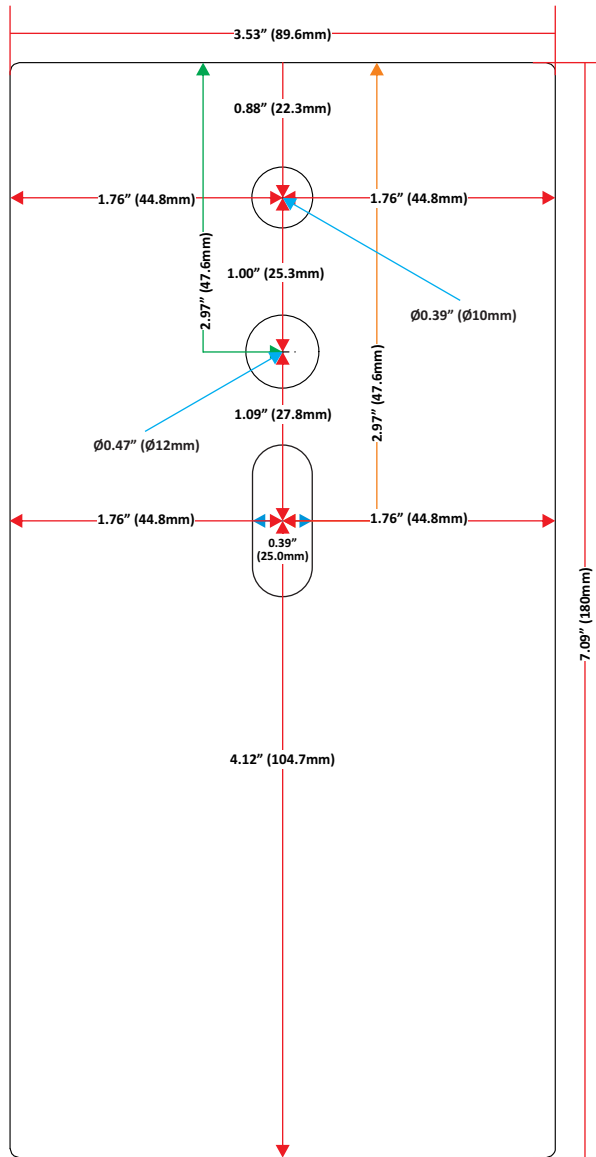 3.53” (89.6mm)
0.88” (22.3mm)
1.76” (44.8mm)
1.76” (44.8mm)
1.00” (25.3mm)
2.97” (47.6mm)
Ø0.39” (Ø10mm)
2.97” (47.6mm)
1.09” (27.8mm)
Ø0.47” (Ø12mm)
1.76” (44.8mm)
1.76” (44.8mm)
0.39”
(25.0mm)
7.09” (180mm)
4.12” (104.7mm)